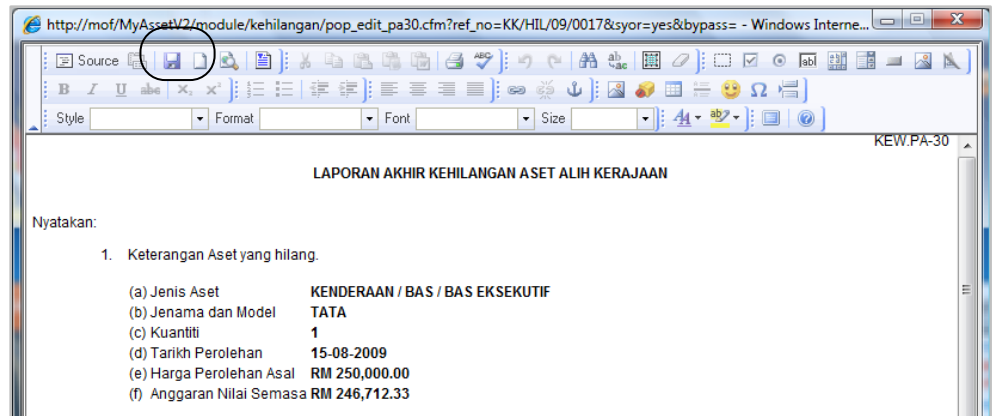 http://mof/MyAssetV2/module/kehilangan/pop_edit_pa30.cfm?ref_no=KK/HIL/09/0017&syor=yes&bypass= - Windows Interne...
Source
B I U abc X₂ X²
Style Format Font Size
KEW.PA-30
LAPORAN AKHIR KEHILANGAN ASET ALIH KERAJAAN
Nyatakan:
1. Keterangan Aset yang hilang.
(a) Jenis Aset KENDERAAN / BAS / BAS EKSEKUTIF
(b) Jenama dan Model TATA
(c) Kuantiti 1
(d) Tarikh Perolehan 15-08-2009
(e) Harga Perolehan Asal RM 250,000.00
(f) Anggaran Nilai Semasa RM 246,712.33